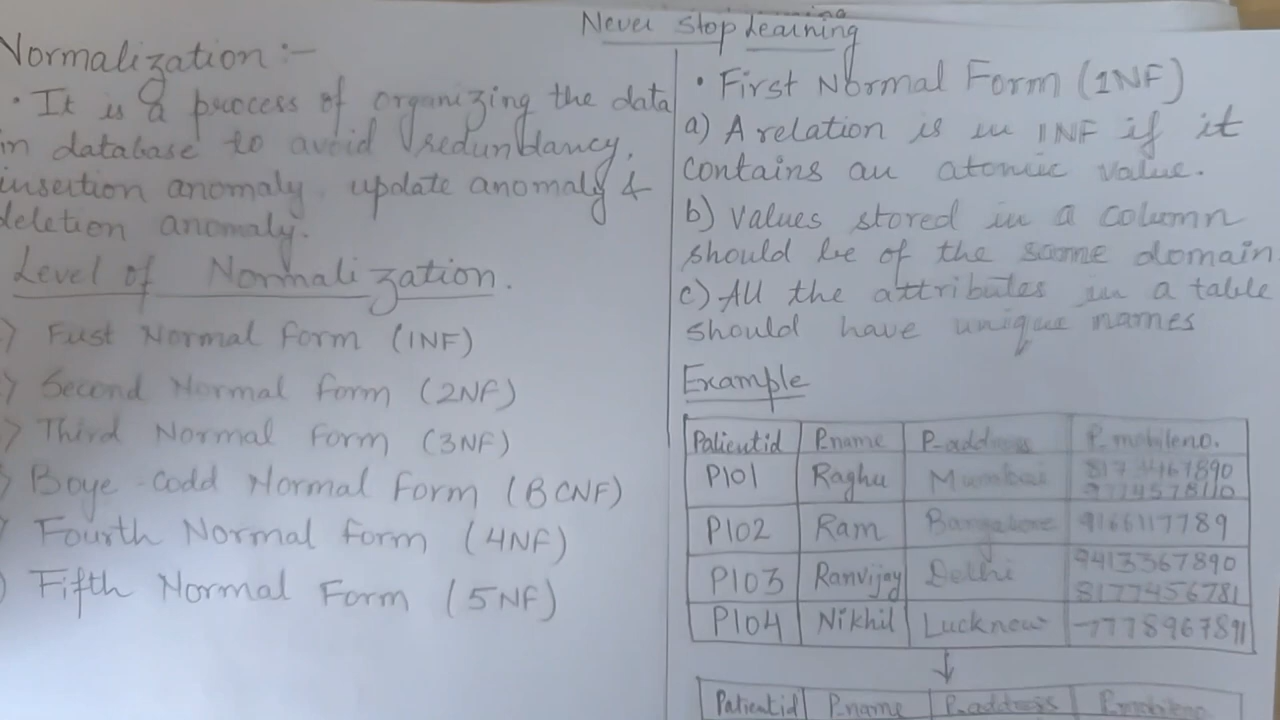 Never Stop Learning
Normalization :-
• It is a process of organizing the data
in database to avoid redundancy,
insertion anomaly, update anomaly &
deletion anomaly.
Level of Normalization.
First Normal Form (1NF)
Second Normal form (2NF)
Third Normal Form (3NF)
Boye-codd Normal Form (BCNF)
Fourth Normal form (4NF)
Fifth Normal Form (5NF)
• First Normal Form (1NF)
a) A relation is in 1NF if it
contains an atomic value.
b) Values stored in a column
should be of the same domain
c) All the attributes in a table
should have unique names
Example
Patientid P.name P-address P.mobileno.
P101 Raghu Mumbai
P102 Ram Bangalore 9166117789
9413367890
P103 Ranvijay Delhi
8177456781
P104 Nikhil Lucknow 7778967891
Patientid P.name P.address P.mobileno